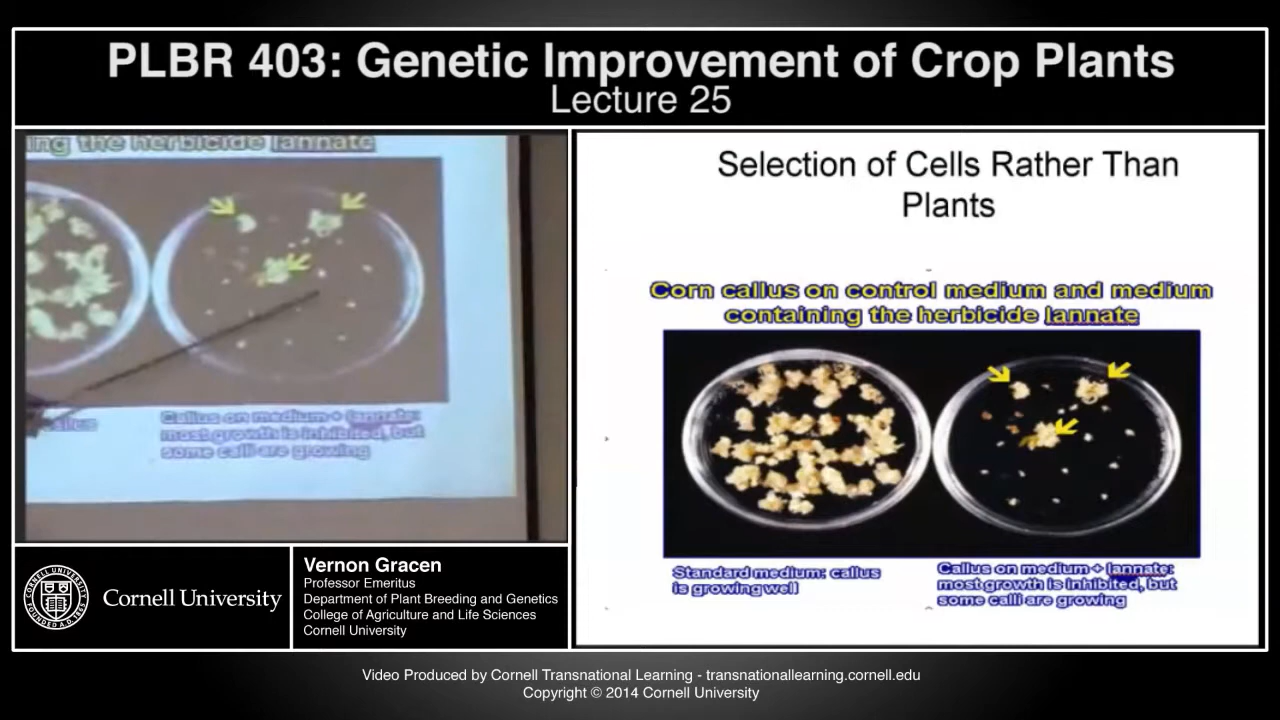 PLBR 403: Genetic Improvement of Crop Plants
Lecture 25
ing the herbicide lannate
Callus on medium + lannate:
most growth is inhibited, but
some calli are growing
Selection of Cells Rather Than
Plants
Corn callus on control medium and medium
containing the herbicide lannate
Standard medium: callus
is growing well
Callus on medium + lannate:
most growth is inhibited, but
some calli are growing
Cornell University
Vernon Gracen
Professor Emeritus
Department of Plant Breeding and Genetics
College of Agriculture and Life Sciences
Cornell University
Video Produced by Cornell Transnational Learning - transnationallearning.cornell.edu
Copyright © 2014 Cornell University